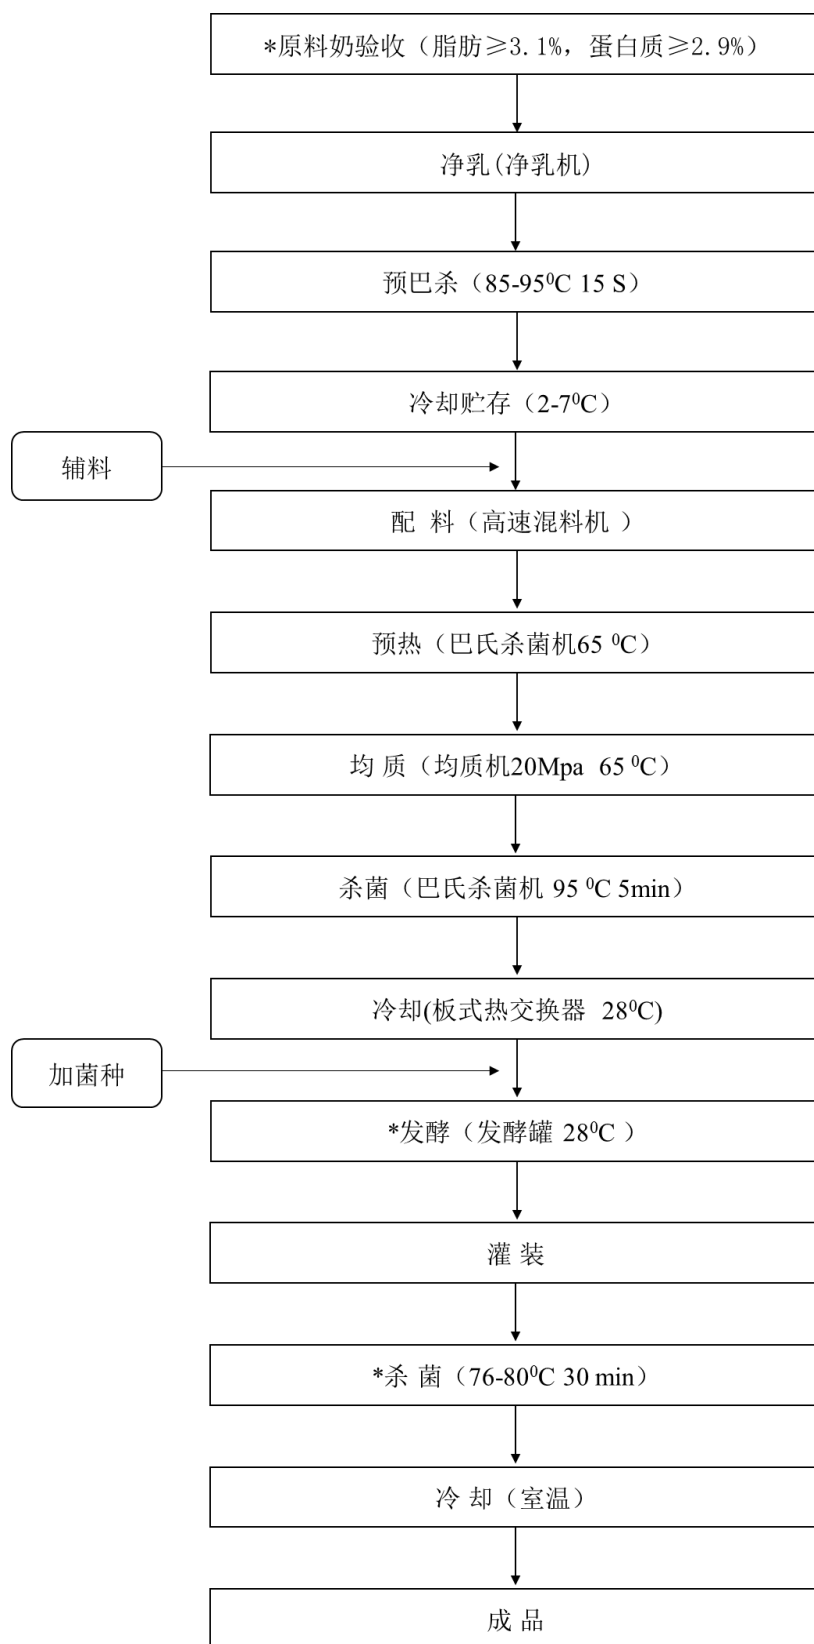 *原料奶验收（脂肪≥3.1%，蛋白质≥2.9%）
净乳(净乳机)
预巴杀（85-95⁰C 15 S）
冷却贮存（2-7⁰C）
辅料
配 料（高速混料机 ）
预热（巴氏杀菌机65 ⁰C）
均 质（均质机20Mpa 65 ⁰C）
杀菌（巴氏杀菌机 95 ⁰C 5min）
冷却(板式热交换器 28⁰C)
加菌种
*发酵（发酵罐 28⁰C ）
灌 装
*杀 菌（76-80⁰C 30 min）
冷 却（室温）
成 品